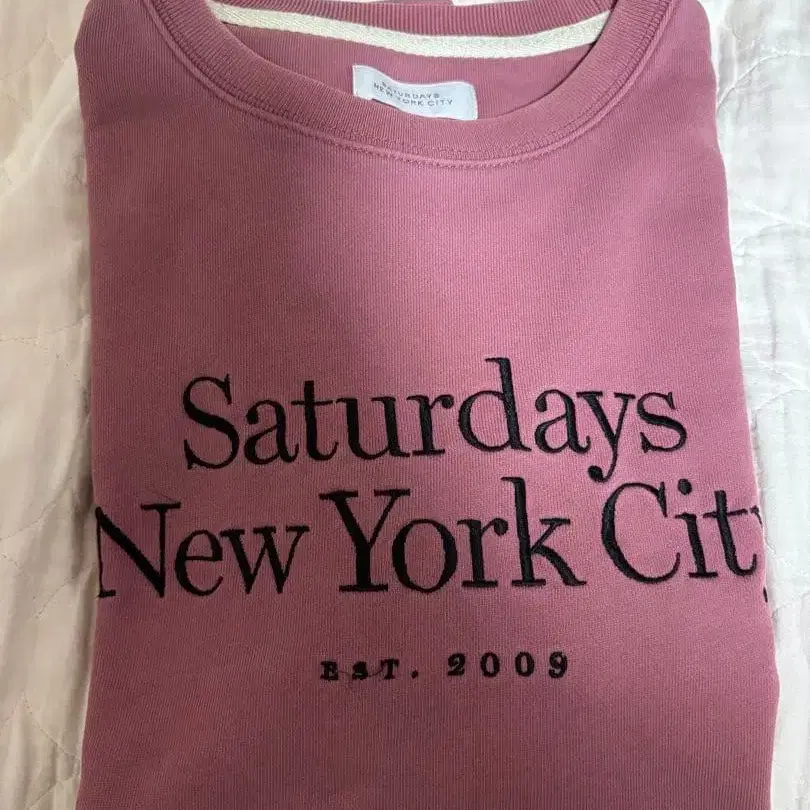 SATURDAYS
NEW YORK CITY
Saturdays
New York City
EST. 2009